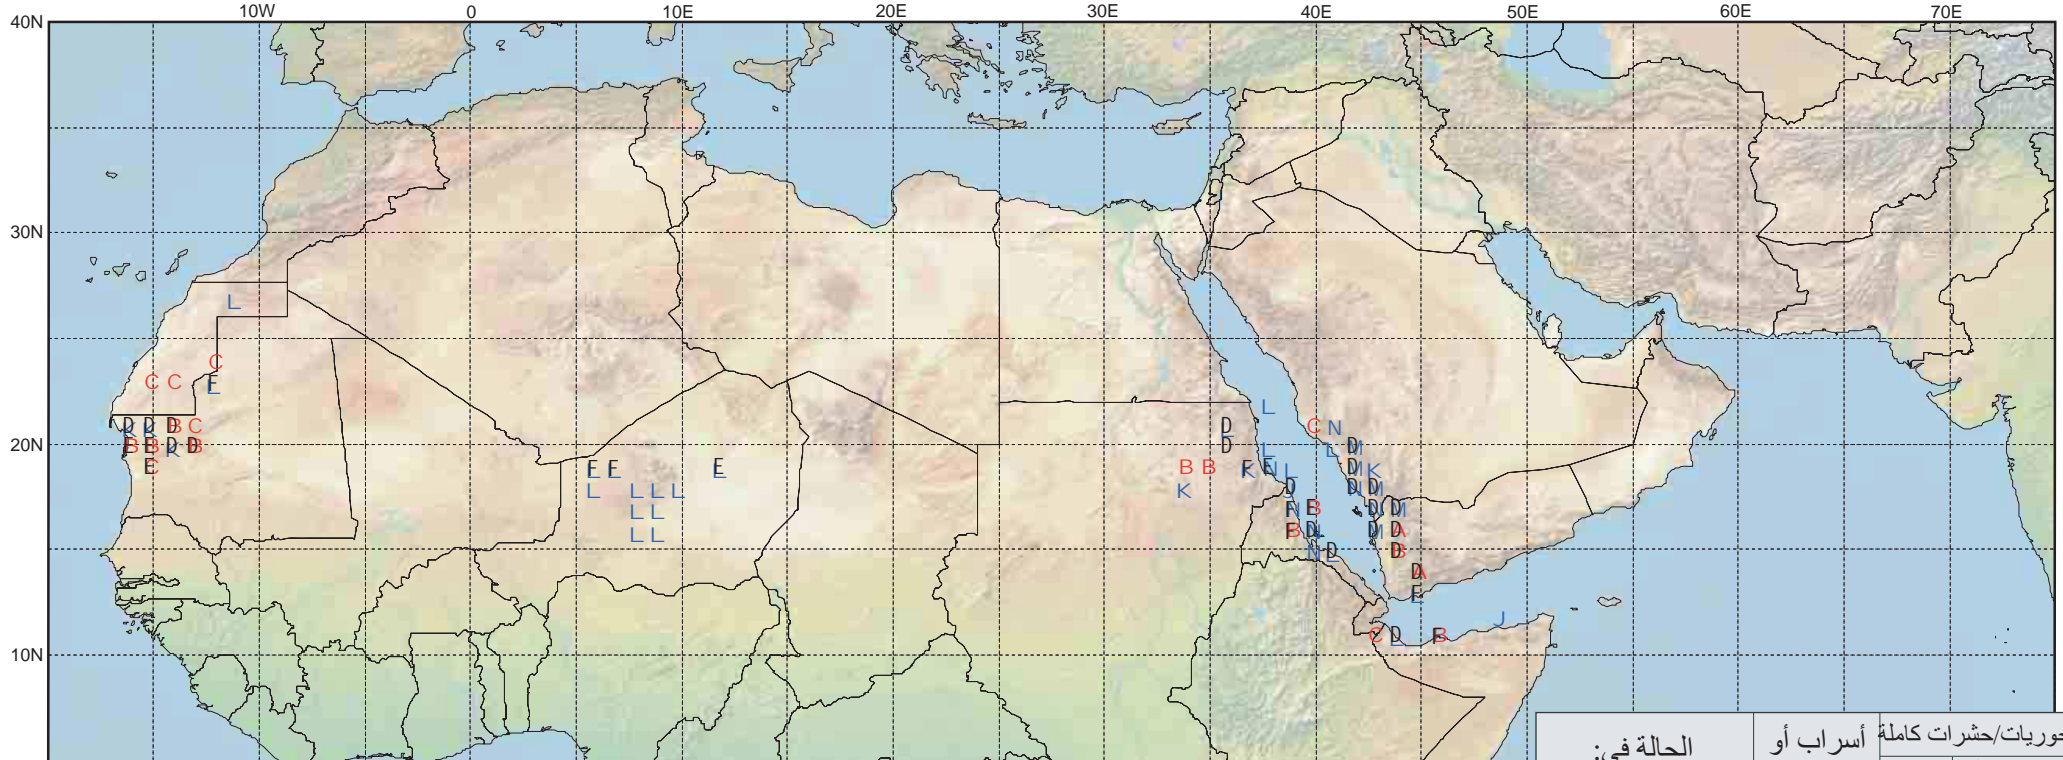 10W 0 10E 20E 30E 40E 50E 60E 70E
40N
30N
L
C
C C E
L
L
D D D B C C N D
20N
D B D B D K D B D M L L
E C E E E B B F K E N L D M K
L L L L K D D N D M
L L F N E B D D M
L L F B D N D M D A
N D L D B
D A
E L
J
C D L F B
10N
الحالة في: أسراب أو حوريات/حشرات كاملة